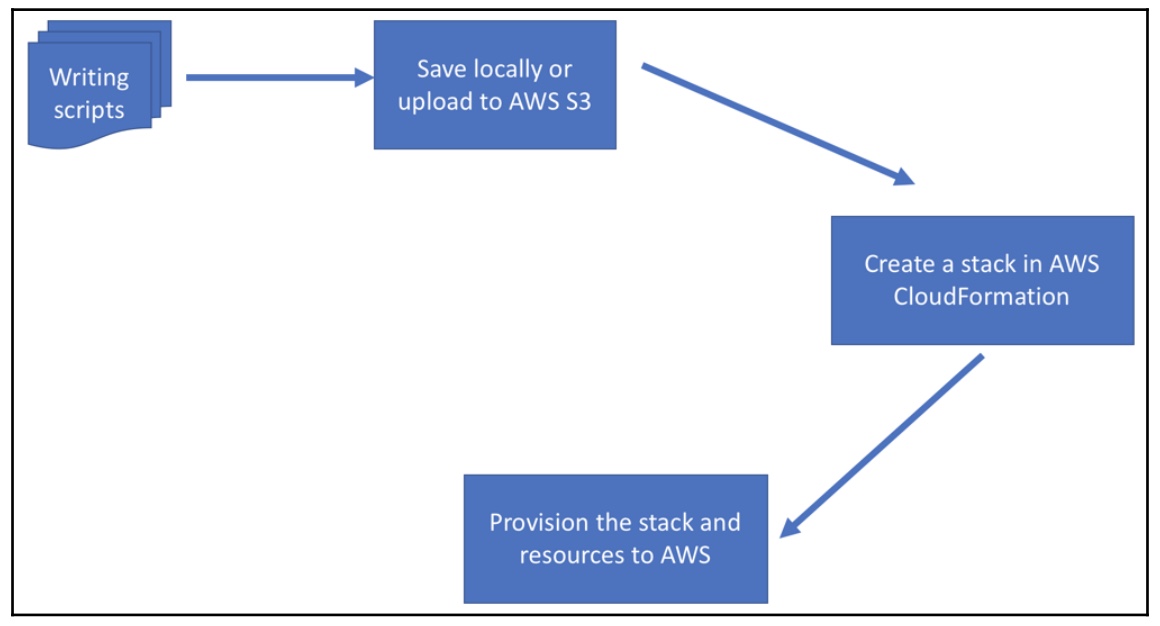 Writing
scripts
Save locally or
upload to AWS S3
Create a stack in AWS
CloudFormation
Provision the stack and
resources to AWS